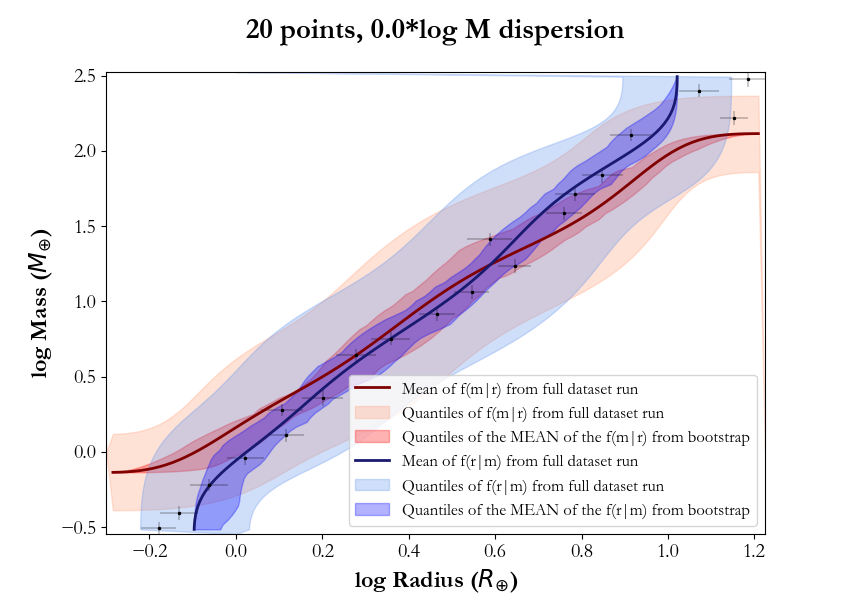 20 points, 0.0*log M dispersion
log Mass (M⊕)
2.5
2.0
1.5
1.0
0.5
0.0
−0.5
Mean of f(m|r) from full dataset run
Quantiles of f(m|r) from full dataset run
Quantiles of the MEAN of the f(m|r) from bootstrap
Mean of f(r|m) from full dataset run
Quantiles of f(r|m) from full dataset run
Quantiles of the MEAN of the f(r|m) from bootstrap
−0.2 0.0 0.2 0.4 0.6 0.8 1.0 1.2
log Radius (R⊕)